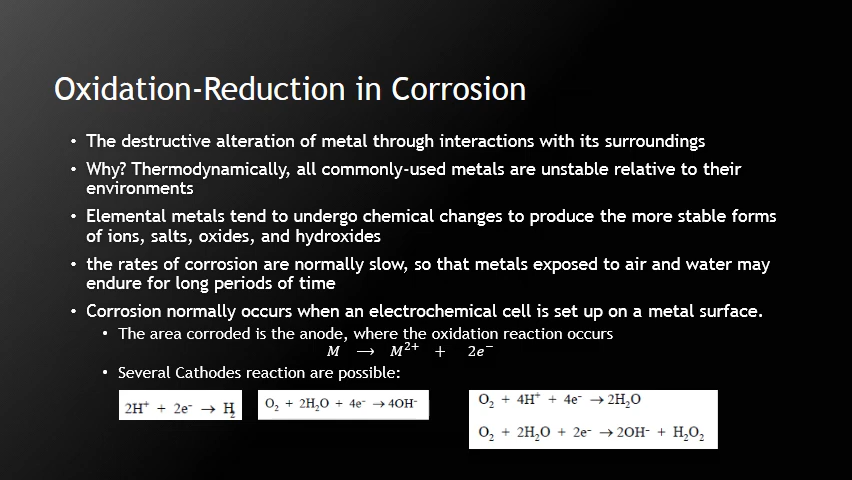 Oxidation-Reduction in Corrosion
• The destructive alteration of metal through interactions with its surroundings
• Why? Thermodynamically, all commonly-used metals are unstable relative to their
environments
• Elemental metals tend to undergo chemical changes to produce the more stable forms
of ions, salts, oxides, and hydroxides
• the rates of corrosion are normally slow, so that metals exposed to air and water may
endure for long periods of time
• Corrosion normally occurs when an electrochemical cell is set up on a metal surface.
• The area corroded is the anode, where the oxidation reaction occurs
M ⟶ M²⁺ + 2e⁻
• Several Cathodes reaction are possible:
2H⁺ + 2e⁻ → H₂
O₂ + 2H₂O + 4e⁻ → 4OH⁻
O₂ + 4H⁺ + 4e⁻ → 2H₂O
O₂ + 2H₂O + 2e⁻ → 2OH⁻ + H₂O₂